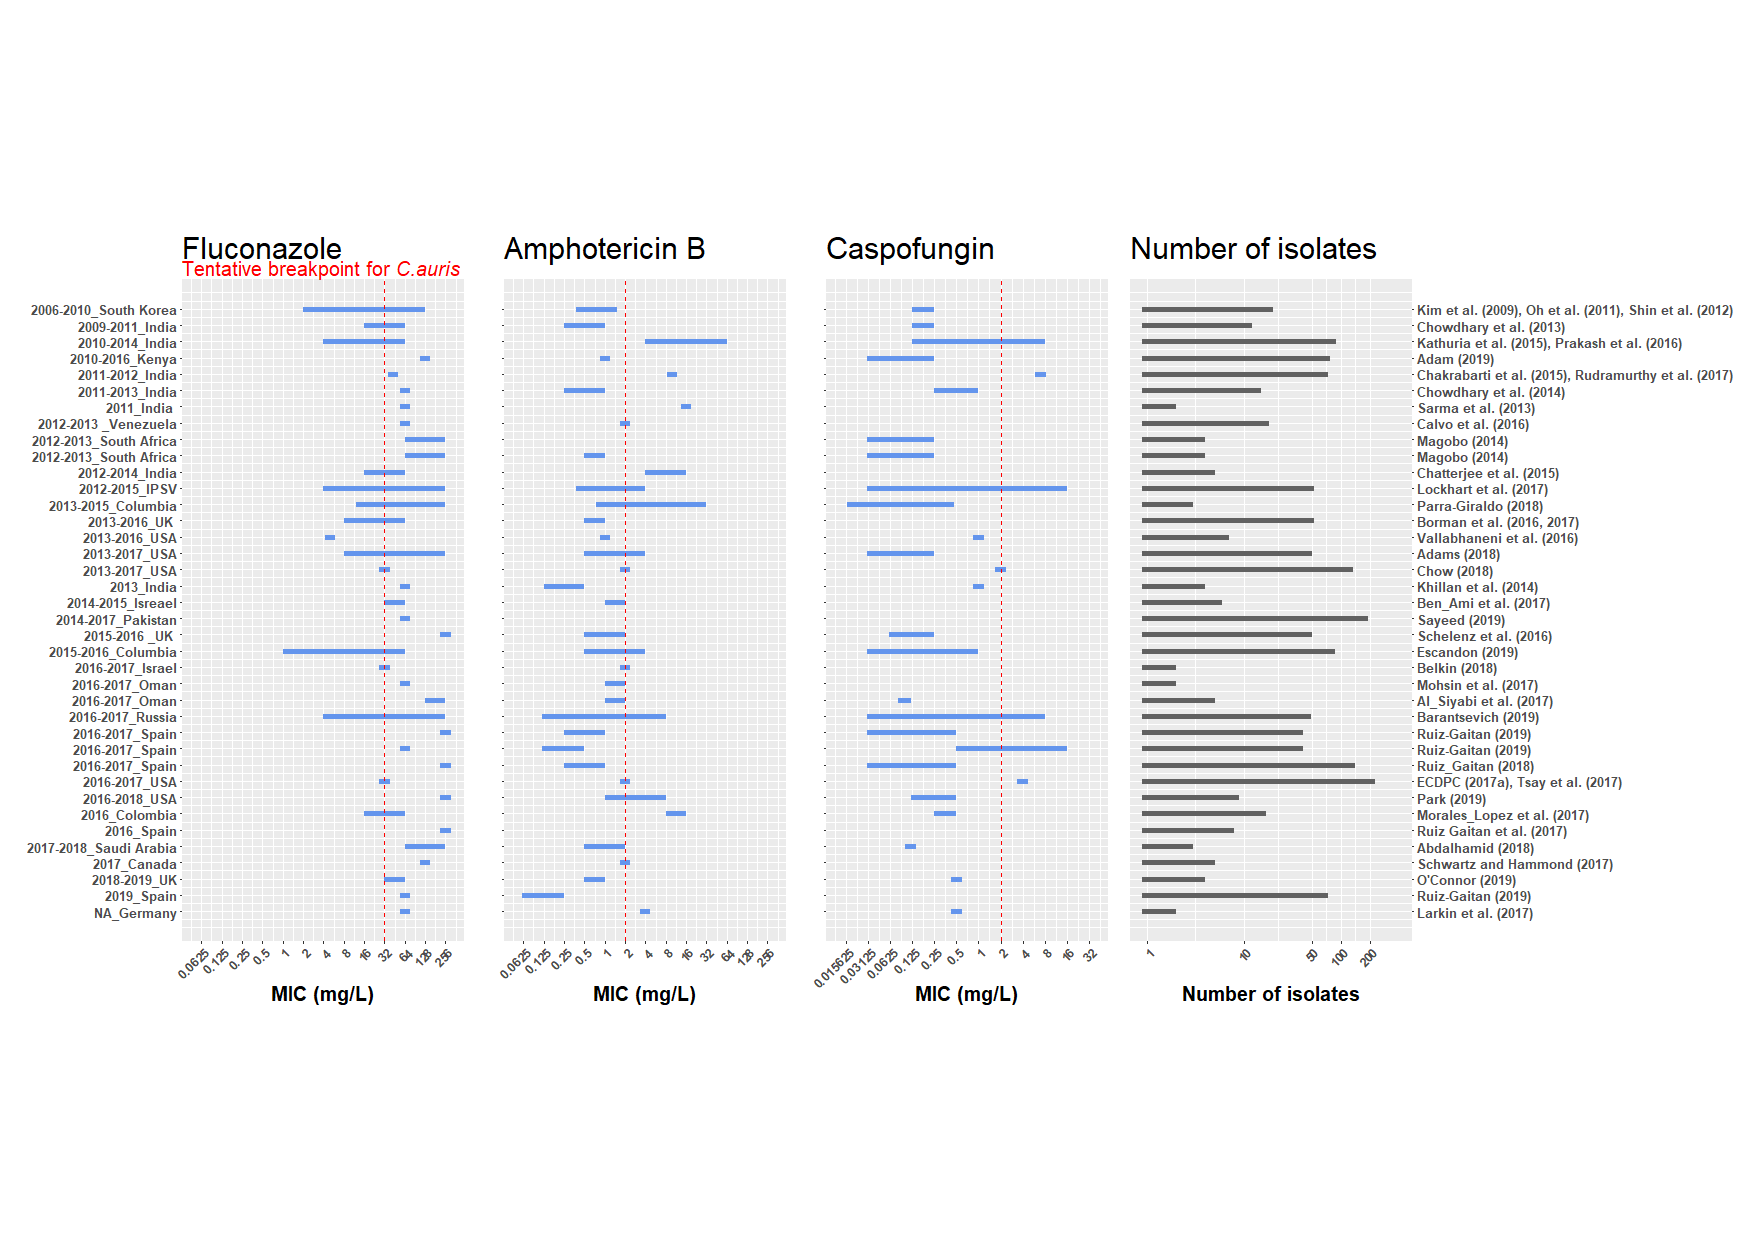 Fluconazole
Amphotericin B
Caspofungin
Number of isolates
Tentative breakpoint for C.auris
2006-2010_South Korea
2009-2011_India
2010-2014_India
2010-2016_Kenya
2011-2012_India
2011-2013_India
2011_India
2012-2013 _Venezuela
2012-2013_South Africa
2012-2013_South Africa
2012-2014_India
2012-2015_IPSV
2013-2015_Columbia
2013-2016_UK
2013-2016_USA
2013-2017_USA
2013-2017_USA
2013_India
2014-2015_Isreael
2014-2017_Pakistan
2015-2016 _UK
2015-2016_Columbia
2016-2017_Israel
2016-2017_Oman
2016-2017_Oman
2016-2017_Russia
2016-2017_Spain
2016-2017_Spain
2016-2017_Spain
2016-2017_USA
2016-2018_USA
2016_Colombia
2016_Spain
2017-2018_Saudi Arabia
2017_Canada
2018-2019_UK
2019_Spain
NA_Germany
Kim et al. (2009), Oh et al. (2011), Shin et al. (2012)
Chowdhary et al. (2013)
Kathuria et al. (2015), Prakash et al. (2016)
Adam (2019)
Chakrabarti et al. (2015), Rudramurthy et al. (2017)
Chowdhary et al. (2014)
Sarma et al. (2013)
Calvo et al. (2016)
Magobo (2014)
Magobo (2014)
Chatterjee et al. (2015)
Lockhart et al. (2017)
Parra-Giraldo (2018)
Borman et al. (2016, 2017)
Vallabhaneni et al. (2016)
Adams (2018)
Chow (2018)
Khillan et al. (2014)
Ben_Ami et al. (2017)
Sayeed (2019)
Schelenz et al. (2016)
Escandon (2019)
Belkin (2018)
Mohsin et al. (2017)
Al_Siyabi et al. (2017)
Barantsevich (2019)
Ruiz-Gaitan (2019)
Ruiz-Gaitan (2019)
Ruiz_Gaitan (2018)
ECDPC (2017a), Tsay et al. (2017)
Park (2019)
Morales_Lopez et al. (2017)
Ruiz Gaitan et al. (2017)
Abdalhamid (2018)
Schwartz and Hammond (2017)
O'Connor (2019)
Ruiz-Gaitan (2019)
Larkin et al. (2017)
0.0625 0.125 0.25 0.5 1 2 4 8 16 32 64 128 256
0.0625 0.125 0.25 0.5 1 2 4 8 16 32 64 128 256
0.015625 0.03125 0.0625 0.125 0.25 0.5 1 2 4 8 16 32
1 10 50 100 200
MIC (mg/L)
MIC (mg/L)
MIC (mg/L)
Number of isolates